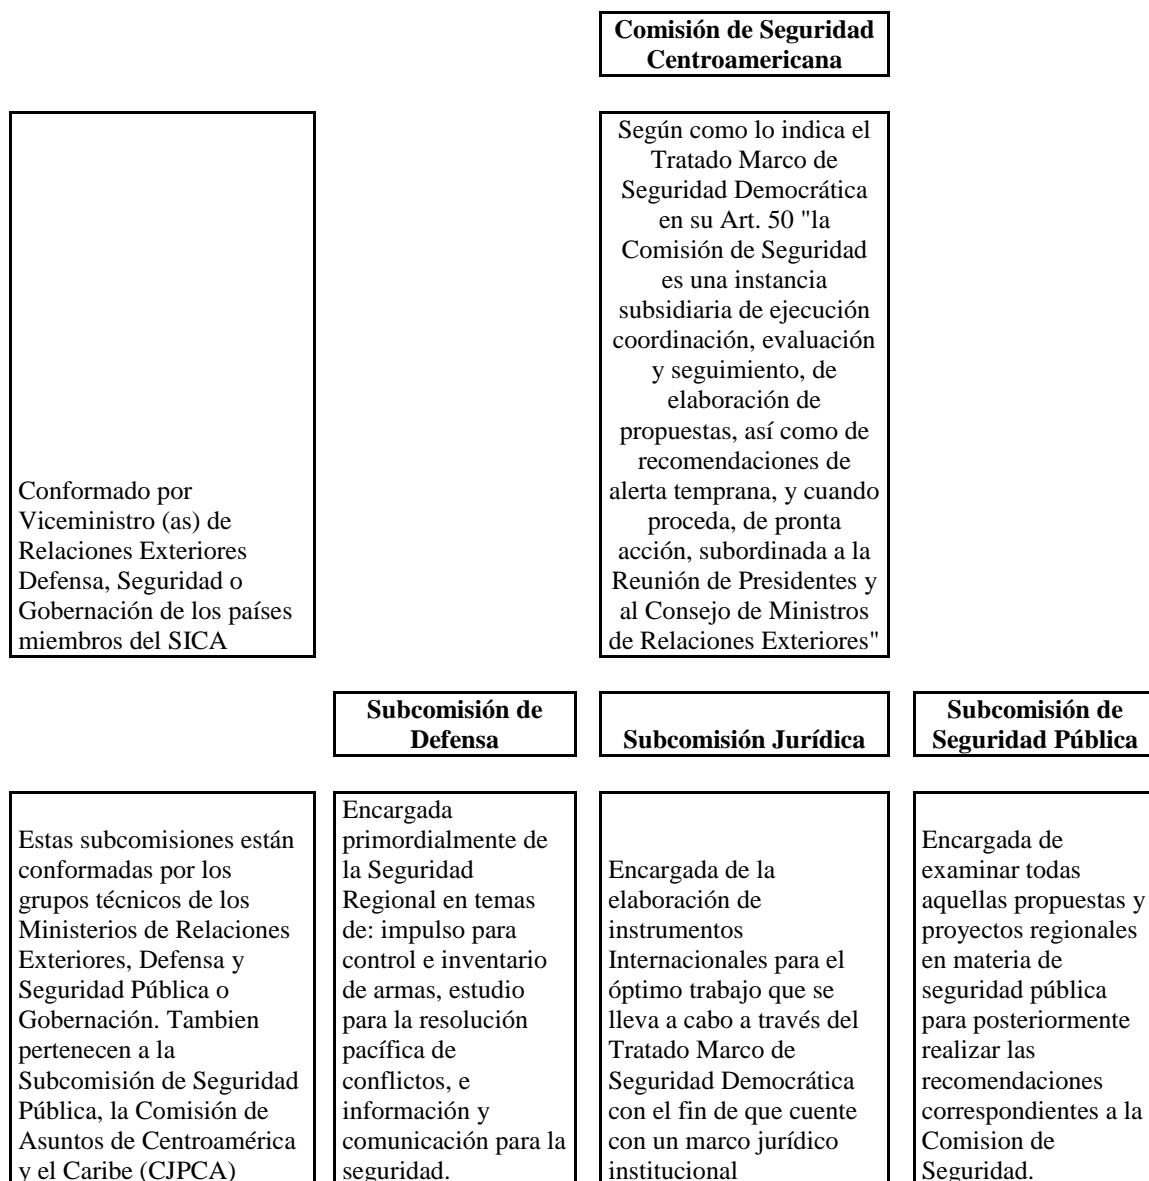 Comisión de Seguridad
Centroamericana
Conformado por
Viceministro (as) de
Relaciones Exteriores
Defensa, Seguridad o
Gobernación de los países
miembros del SICA
Según como lo indica el
Tratado Marco de
Seguridad Democrática
en su Art. 50 "la
Comisión de Seguridad
es una instancia
subsidiaria de ejecución
coordinación, evaluación
y seguimiento, de
elaboración de
propuestas, así como de
recomendaciones de
alerta temprana, y cuando
proceda, de pronta
acción, subordinada a la
Reunión de Presidentes y
al Consejo de Ministros
de Relaciones Exteriores"
Subcomisión de
Defensa
Subcomisión Jurídica
Subcomisión de
Seguridad Pública
Estas subcomisiones están
conformadas por los
grupos técnicos de los
Ministerios de Relaciones
Exteriores, Defensa y
Seguridad Pública o
Gobernación. Tambien
pertenecen a la
Subcomisión de Seguridad
Pública, la Comisión de
Asuntos de Centroamérica
y el Caribe (CJPCA)
Encargada
primordialmente de
la Seguridad
Regional en temas
de: impulso para
control e inventario
de armas, estudio
para la resolución
pacífica de
conflictos, e
información y
comunicación para la
seguridad.
Encargada de la
elaboración de
instrumentos
Internacionales para el
óptimo trabajo que se
lleva a cabo a través del
Tratado Marco de
Seguridad Democrática
con el fin de que cuente
con un marco jurídico
institucional
Encargada de
examinar todas
aquellas propuestas y
proyectos regionales
en materia de
seguridad pública
para posteriormente
realizar las
recomendaciones
correspondientes a la
Comision de
Seguridad.